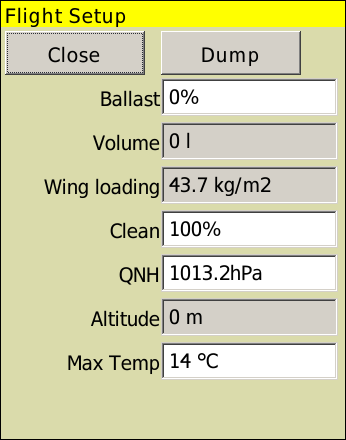 Flight Setup
Close Dump
Ballast 0%
Volume 0 l
Wing loading 43.7 kg/m2
Clean 100%
QNH 1013.2hPa
Altitude 0 m
Max Temp 14 °C